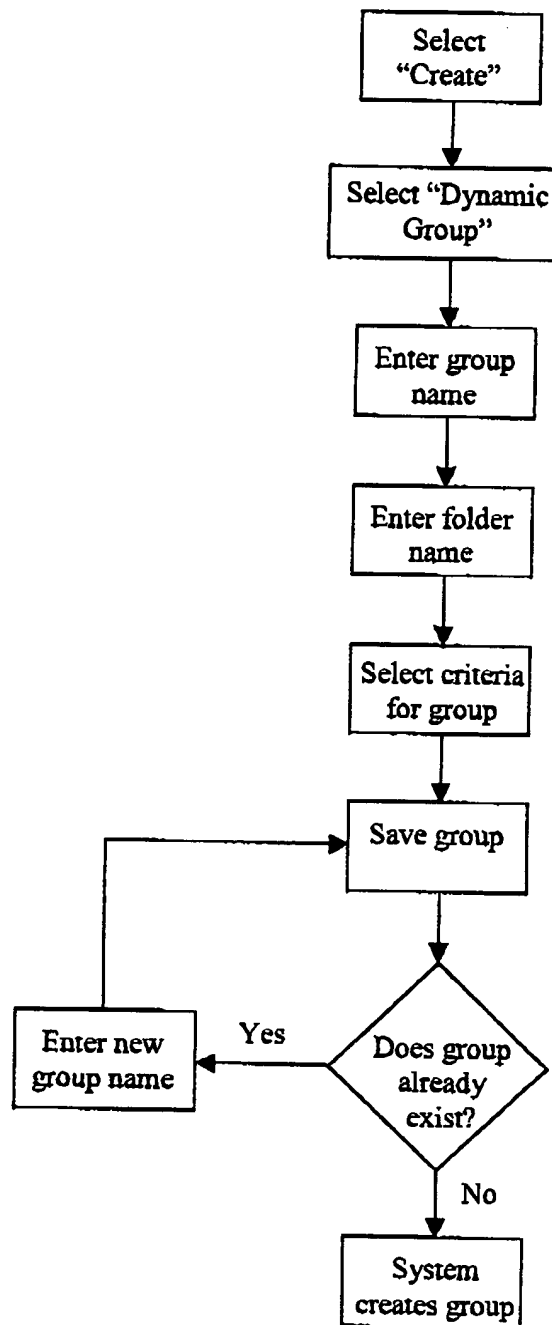 Select
“Create”
Select “Dynamic
Group”
Enter group
name
Enter folder
name
Select criteria
for group
Save group
Does group
already
exist?
Yes
Enter new
group name
No
System
creates group